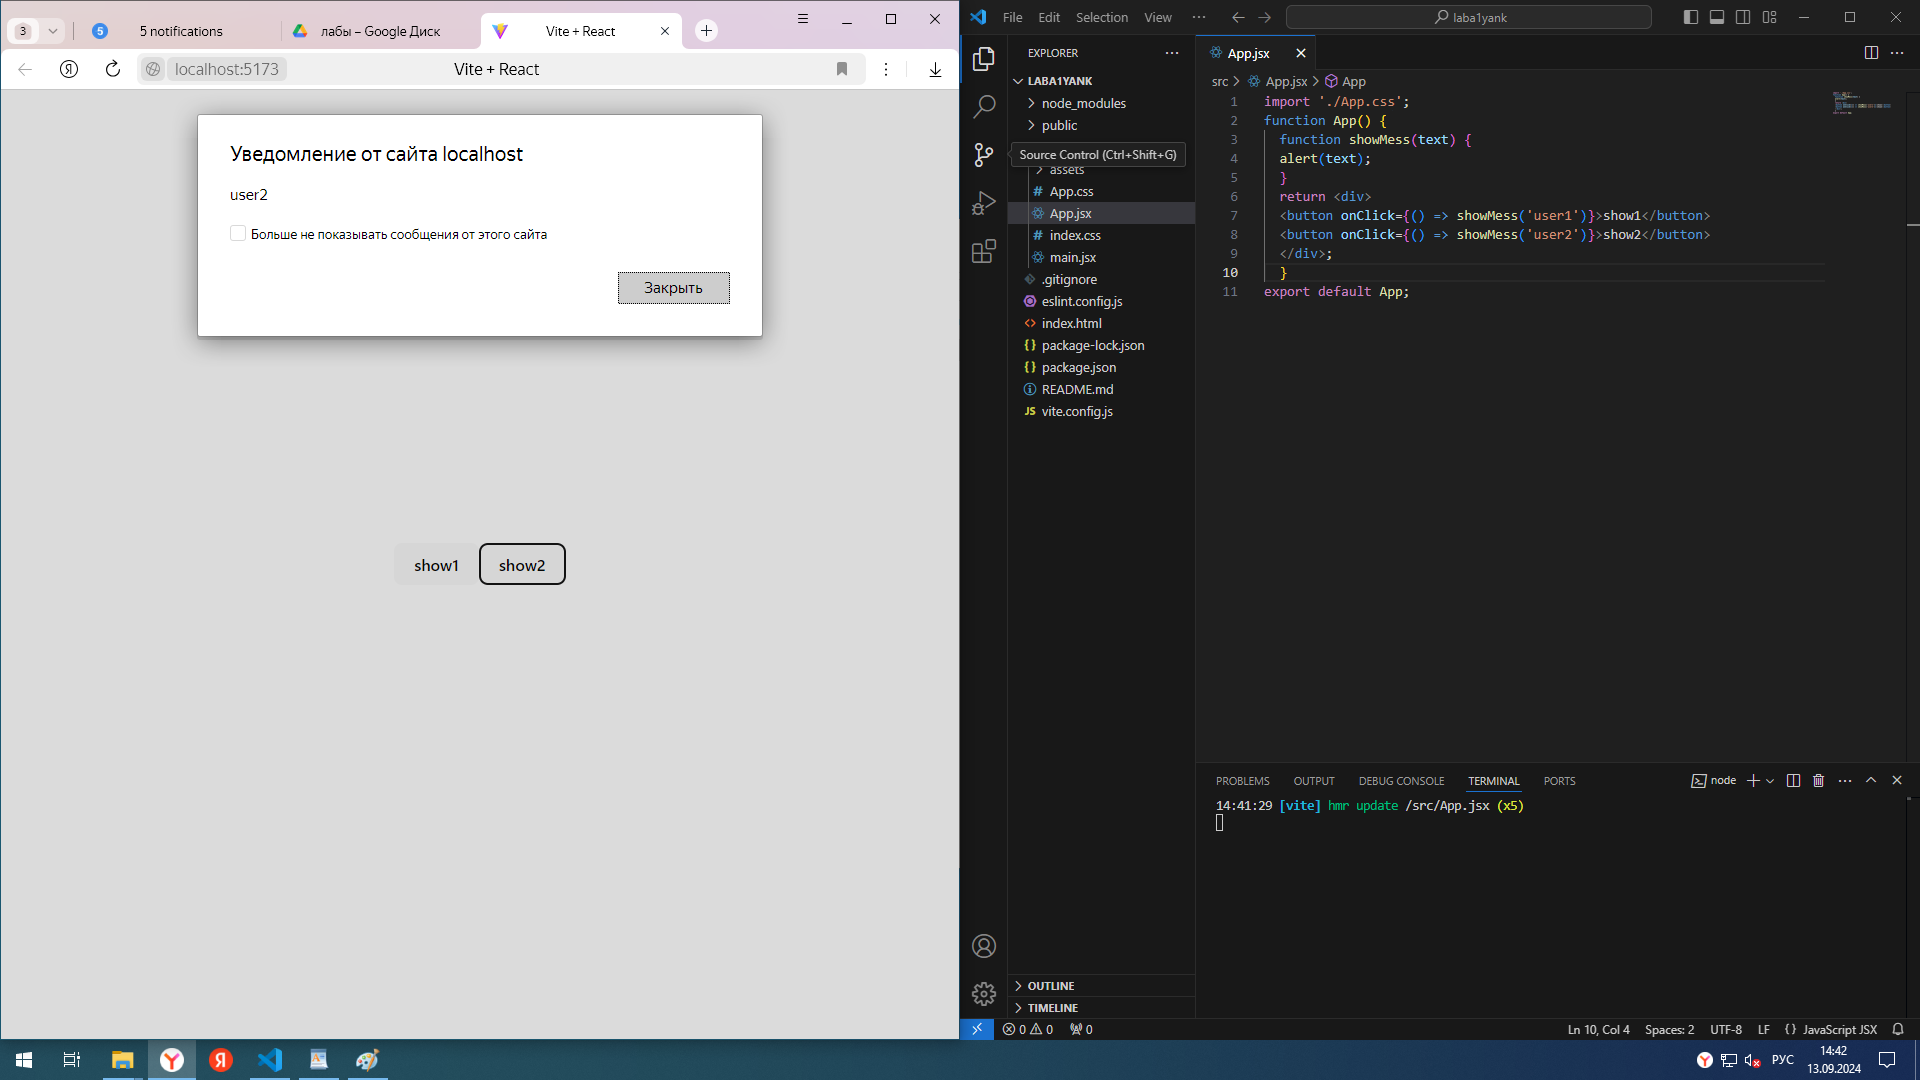 3
5
5 notifications
лабы – Google Диск
Vite + React
localhost:5173
Vite + React
Уведомление от сайта localhost
user2
Больше не показывать сообщения от этого сайта
Закрыть
show1
show2
File Edit Selection View ...
laba1yank
EXPLORER
LABA1YANK
node_modules
public
Source Control (Ctrl+Shift+G)
assets
App.css
App.jsx
index.css
main.jsx
.gitignore
eslint.config.js
index.html
package-lock.json
package.json
README.md
JS vite.config.js
OUTLINE
TIMELINE
App.jsx
src > App.jsx > App
1 import './App.css';
2 function App() {
3 function showMess(text) {
4 alert(text);
5 }
6 return <div>
7 <button onClick={() => showMess('user1')}>show1</button>
8 <button onClick={() => showMess('user2')}>show2</button>
9 </div>;
10 }
11 export default App;
PROBLEMS OUTPUT DEBUG CONSOLE TERMINAL PORTS
node
14:41:29 [vite] hmr update /src/App.jsx (x5)
0 0 0
Ln 10, Col 4 Spaces: 2 UTF-8 LF {} JavaScript JSX
РУС
14:42
13.09.2024